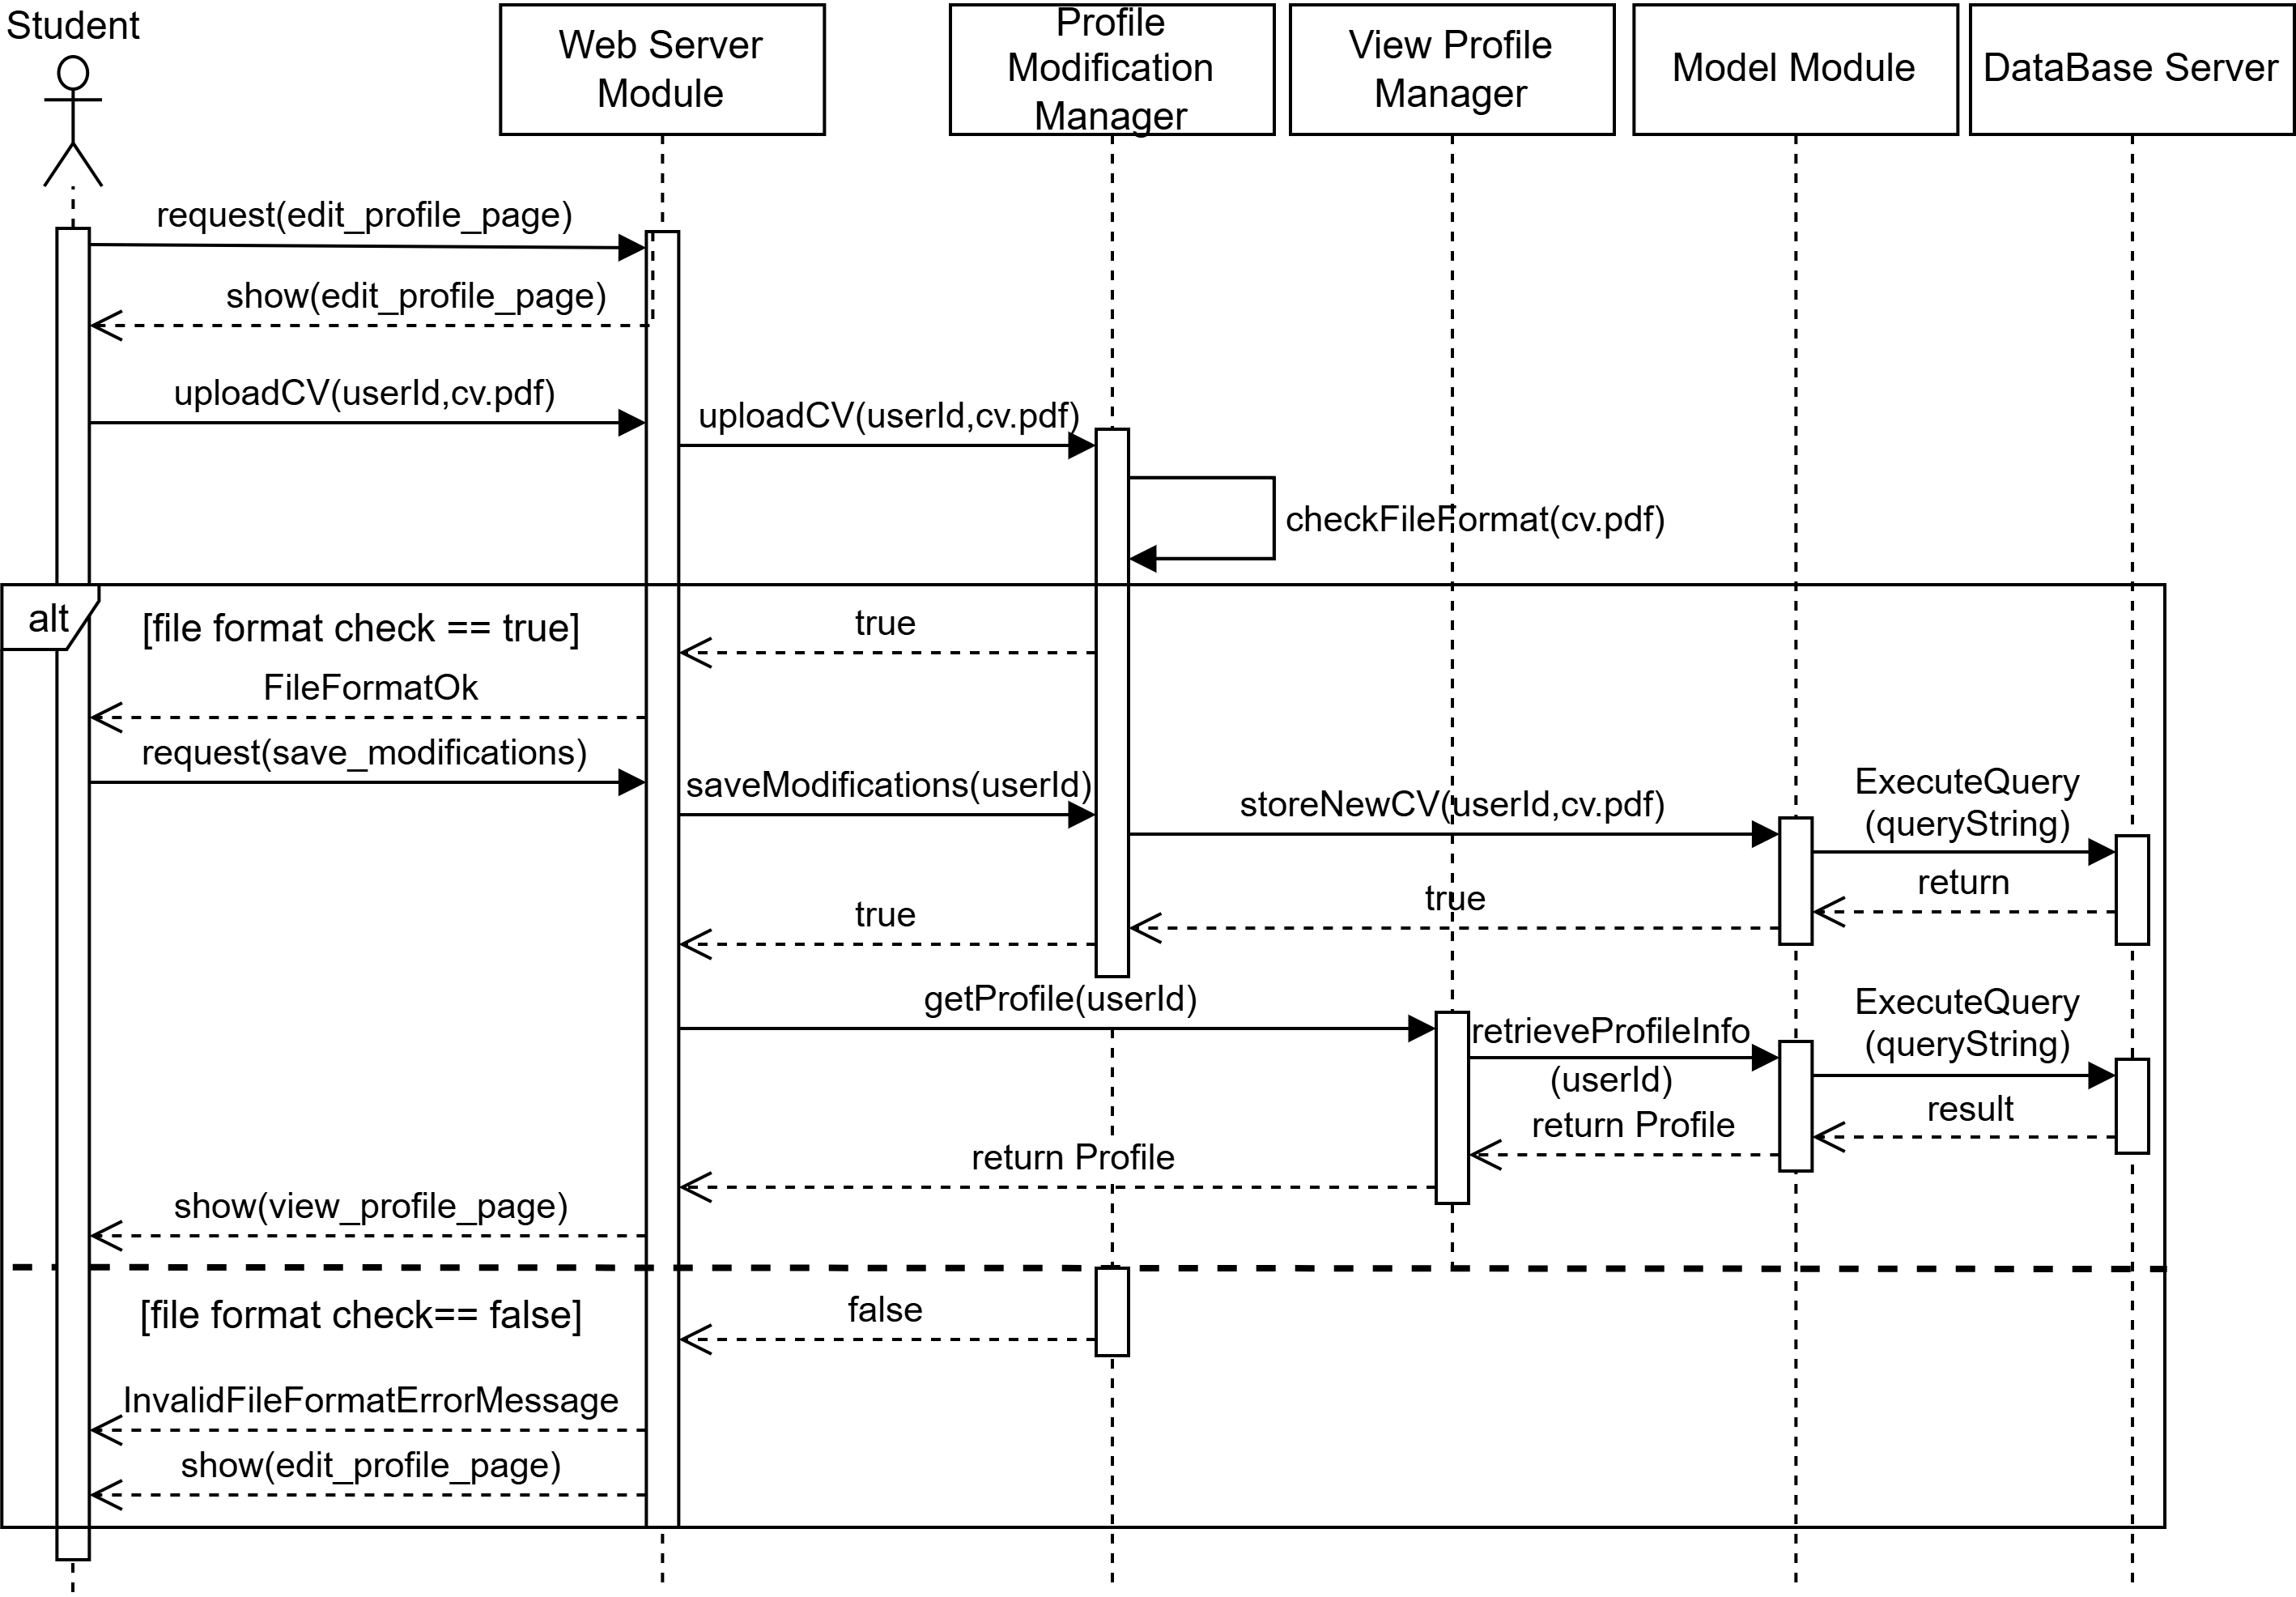 Student
Web Server
Module
Profile
Modification
Manager
View Profile
Manager
Model Module
DataBase Server
request(edit_profile_page)
show(edit_profile_page)
uploadCV(userId,cv.pdf)
uploadCV(userId,cv.pdf)
checkFileFormat(cv.pdf)
alt
[file format check == true]
true
FileFormatOk
request(save_modifications)
saveModifications(userId)
storeNewCV(userId,cv.pdf)
ExecuteQuery
(queryString)
return
true
true
getProfile(userId)
retrieveProfileInfo
(userId)
ExecuteQuery
(queryString)
result
return Profile
return Profile
show(view_profile_page)
[file format check== false]
false
InvalidFileFormatErrorMessage
show(edit_profile_page)